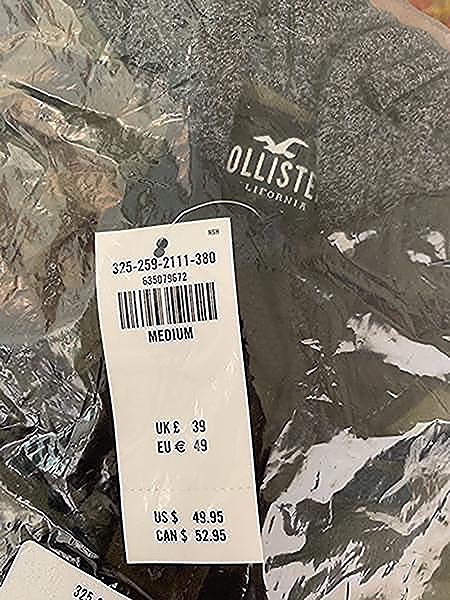 OLLISTE
LIFORNIA
NSH
325-259-2111-380
635079672
MEDIUM
UK £ 39
EU € 49
US $ 49.95
CAN $ 52.95
325